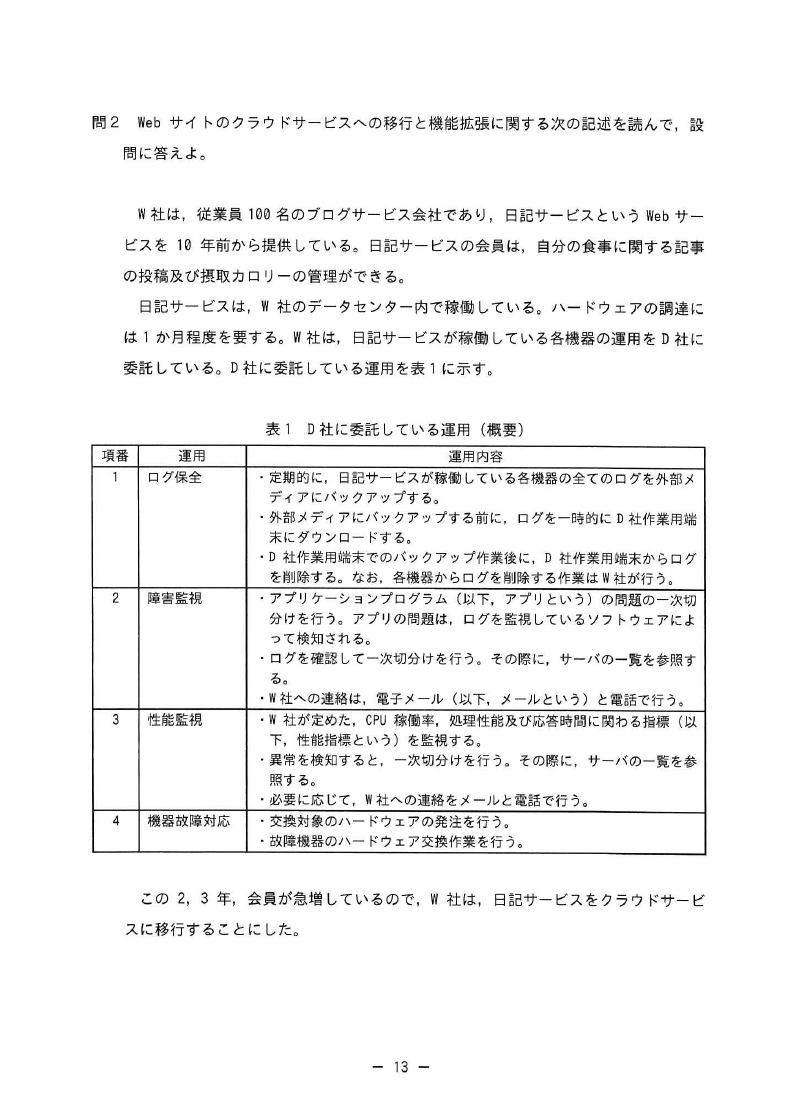 問2 Web サイトのクラウドサービスへの移行と機能拡張に関する次の記述を読んで，設
問に答えよ。
W 社は，従業員 100 名のブログサービス会社であり，日記サービスという Web サー
ビスを 10 年前から提供している。日記サービスの会員は，自分の食事に関する記事
の投稿及び摂取カロリーの管理ができる。
日記サービスは，W 社のデータセンター内で稼働している。ハードウェアの調達に
は 1 か月程度を要する。W 社は，日記サービスが稼働している各機器の運用を D 社に
委託している。D 社に委託している運用を表 1 に示す。
表1 D 社に委託している運用（概要）
項番 運用 運用内容
1 ログ保全 ・定期的に，日記サービスが稼働している各機器の全てのログを外部メ
ディアにバックアップする。
・外部メディアにバックアップする前に，ログを一時的に D 社作業用端
末にダウンロードする。
・D 社作業用端末でのバックアップ作業後に，D 社作業用端末からログ
を削除する。なお，各機器からログを削除する作業は W 社が行う。
2 障害監視 ・アプリケーションプログラム（以下，アプリという）の問題の一次切
分けを行う。アプリの問題は，ログを監視しているソフトウェアによ
って検知される。
・ログを確認して一次切分けを行う。その際に，サーバの一覧を参照す
る。
・W 社への連絡は，電子メール（以下，メールという）と電話で行う。
3 性能監視 ・W 社が定めた，CPU 稼働率，処理性能及び応答時間に関わる指標（以
下，性能指標という）を監視する。
・異常を検知すると，一次切分けを行う。その際に，サーバの一覧を参
照する。
・必要に応じて，W 社への連絡をメールと電話で行う。
4 機器故障対応 ・交換対象のハードウェアの発注を行う。
・故障機器のハードウェア交換作業を行う。
この 2，3 年，会員が急増しているので，W 社は，日記サービスをクラウドサービ
スに移行することにした。
－ 13 －